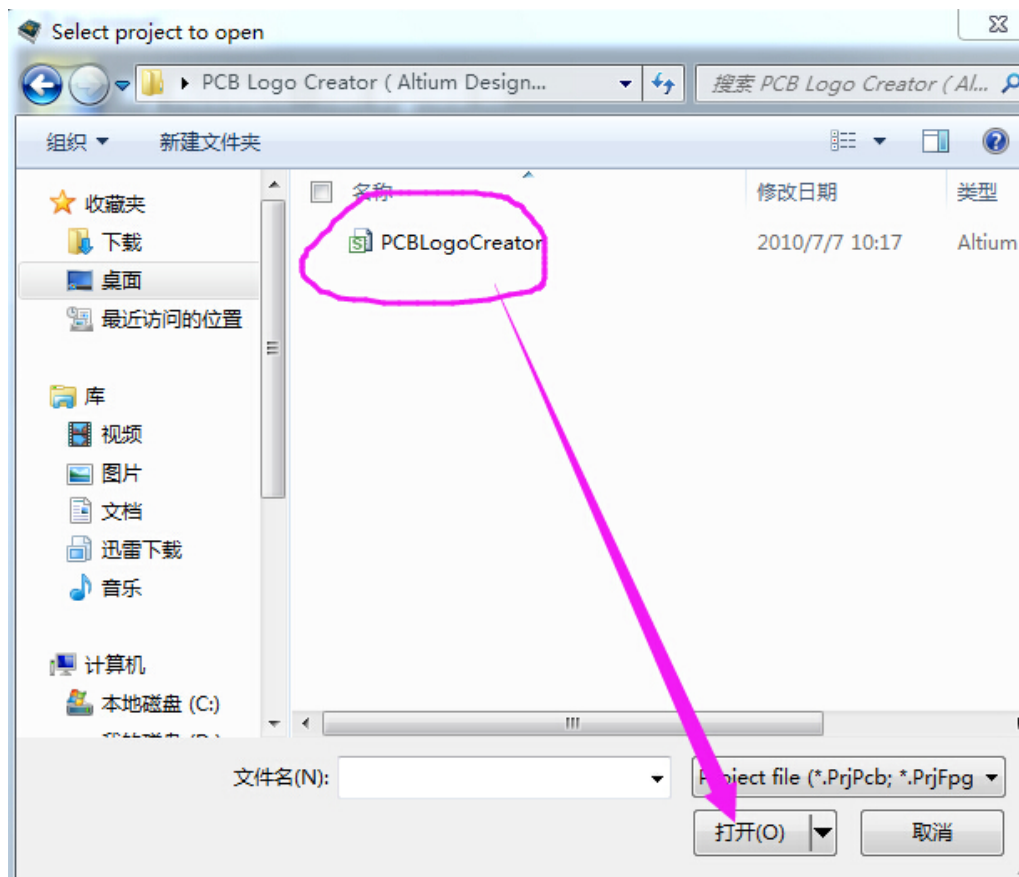 Select project to open
PCB Logo Creator ( Altium Design...
搜索 PCB Logo Creator ( Al...
组织
新建文件夹
收藏夹
下载
桌面
最近访问的位置
库
视频
图片
文档
迅雷下载
音乐
计算机
本地磁盘 (C:)
名称
修改日期
类型
PCBLogoCreator
2010/7/7 10:17
Altium
文件名(N):
Project file (*.PrjPcb; *.PrjFpg
打开(O)
取消